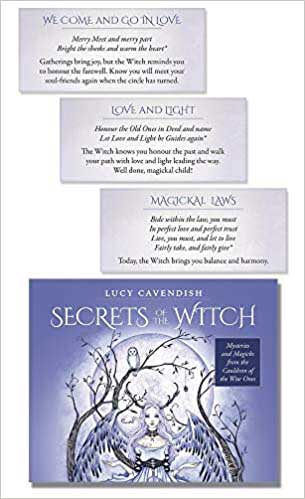 WE COME AND GO IN LOVE
Merry Meet and merry part
Bright the cheeks and warm the heart*
Gatherings bring joy, but the Witch reminds you
to honour the farewell. Know you will meet your
soul-friends again when the circle has turned.
LOVE AND LIGHT
Honour the Old Ones in Deed and name
Let Love and Light be Guides again*
The Witch knows you honour the past and walk
your path with love and light leading the way.
Well done, magickal child!
MAGICKAL LAWS
Bide within the law, you must
In perfect love and perfect trust
Live, you must, and let to live
Fairly take, and fairly give*
Today, the Witch brings you balance and harmony.
LUCY CAVENDISH
SECRETS OF THE WITCH
Mysteries
and Magicks
from the
Cauldron of
the Wise Ones